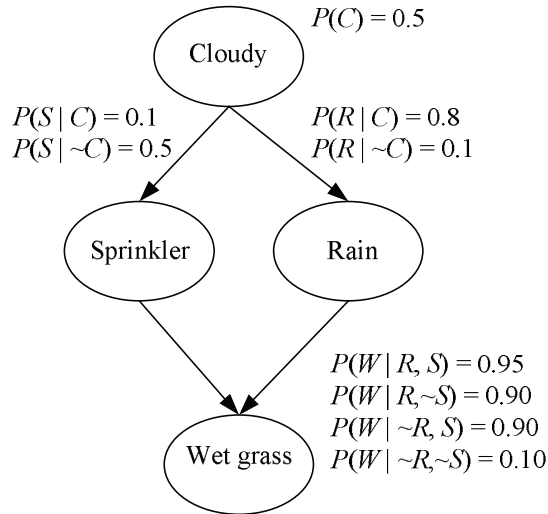 P(C) = 0.5
Cloudy
P(S | C) = 0.1
P(S | ~C) = 0.5
P(R | C) = 0.8
P(R | ~C) = 0.1
Sprinkler
Rain
P(W | R, S) = 0.95
P(W | R,~S) = 0.90
P(W | ~R, S) = 0.90
P(W | ~R,~S) = 0.10
Wet grass